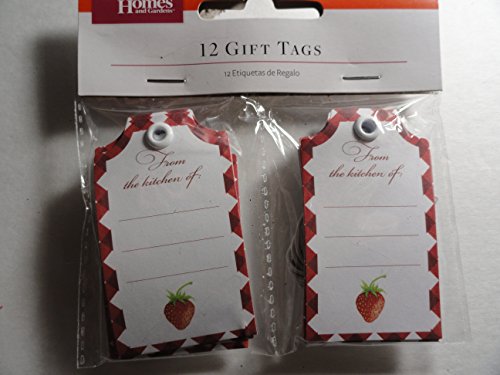 Homes
and Gardens
12 GIFT TAGS
12 Etiquetas de Regalo
From
the kitchen of:
From
the kitchen of: